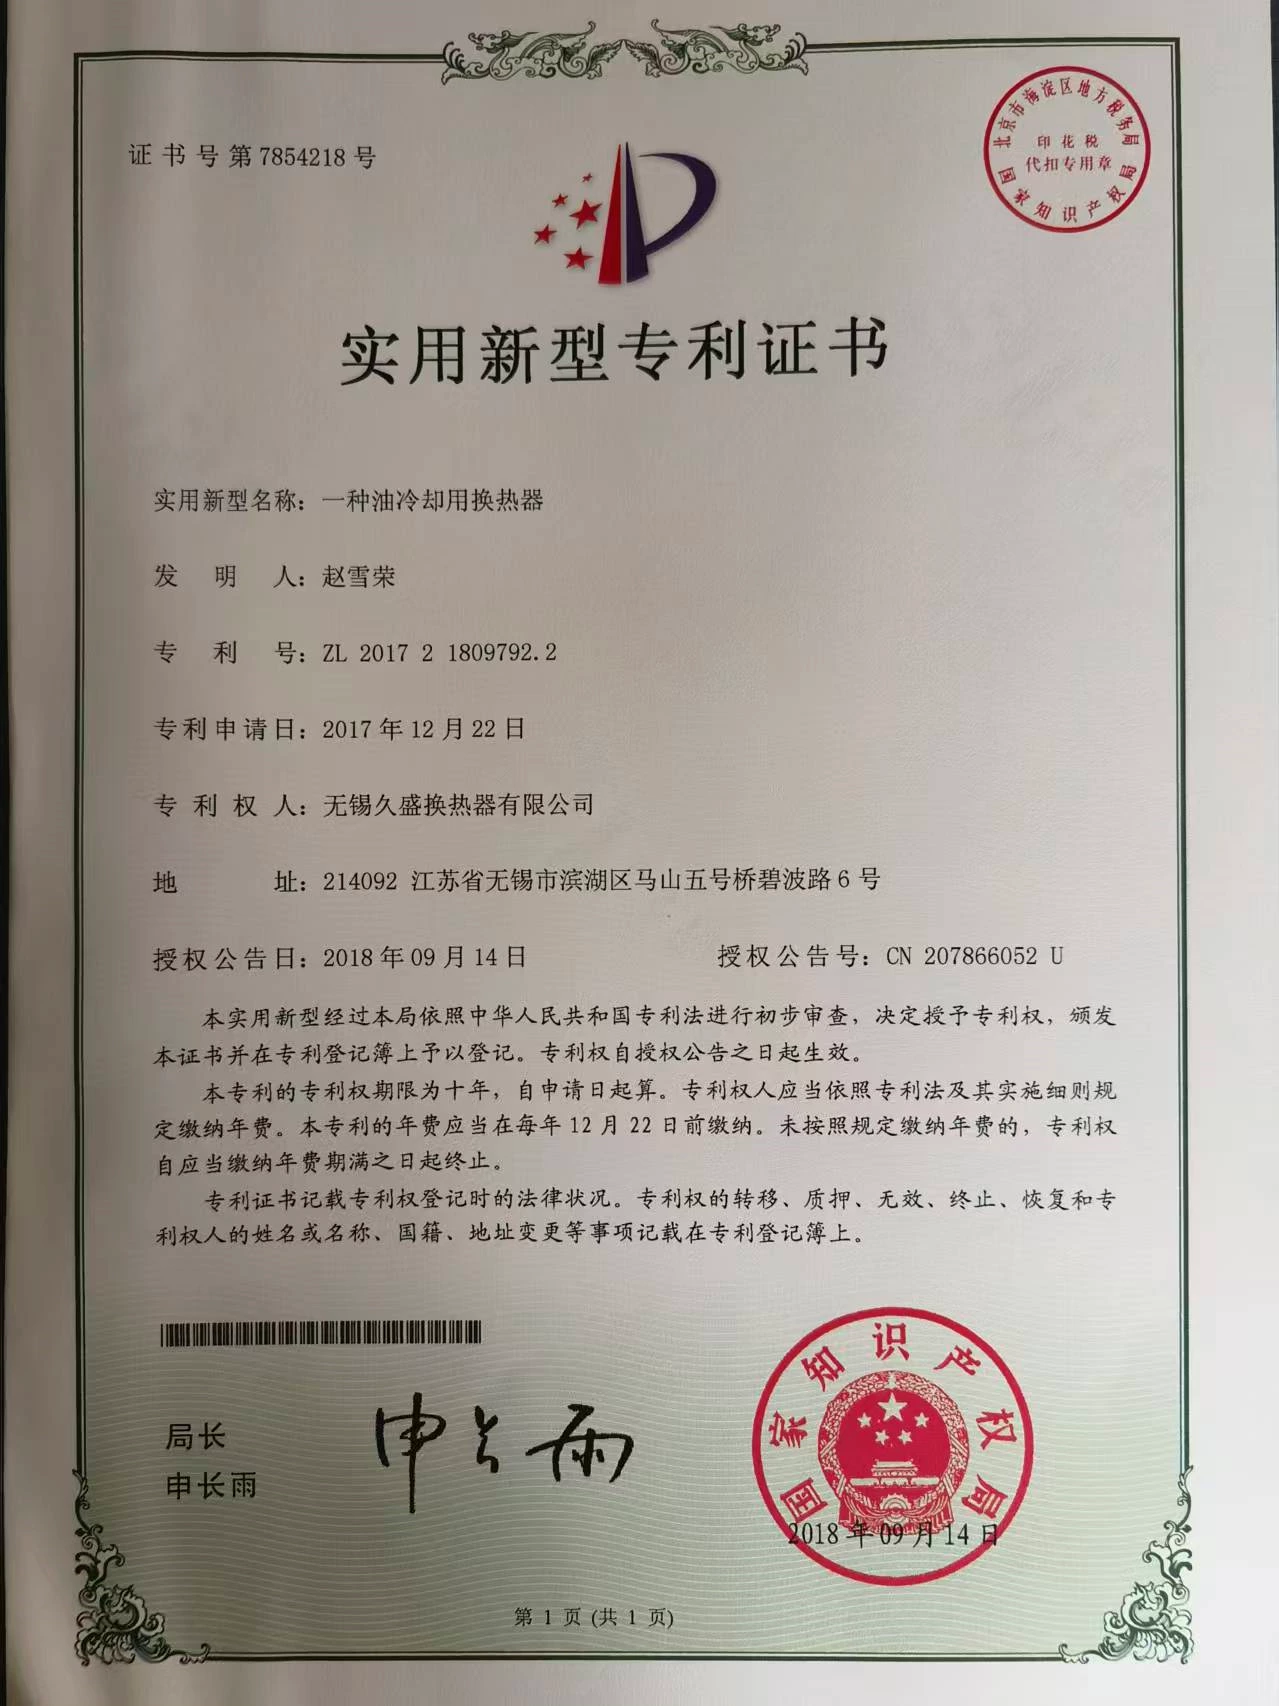 证书号第7854218号
北京市海淀区地方税务局
印花税
代扣专用章
国家知识产权局
实用新型专利证书
实用新型名称：一种油冷却用换热器
发明人：赵雪荣
专利号：ZL 2017 2 1809792.2
专利申请日：2017年12月22日
专利权人：无锡久盛换热器有限公司
地址：214092 江苏省无锡市滨湖区马山五号桥碧波路6号
授权公告日：2018年09月14日 授权公告号：CN 207866052 U
本实用新型经过本局依照中华人民共和国专利法进行初步审查，决定授予专利权，颁发
本证书并在专利登记簿上予以登记。专利权自授权公告之日起生效。
本专利的专利权期限为十年，自申请日起算。专利权人应当依照专利法及其实施细则规
定缴纳年费。本专利的年费应当在每年12月22日前缴纳。未按照规定缴纳年费的，专利权
自应当缴纳年费期满之日起终止。
专利证书记载专利权登记时的法律状况。专利权的转移、质押、无效、终止、恢复和专
利权人的姓名或名称、国籍、地址变更等事项记载在专利登记簿上。
局长
申长雨
申长雨
国家知识产权局
2018年09月14日
第1页(共1页)